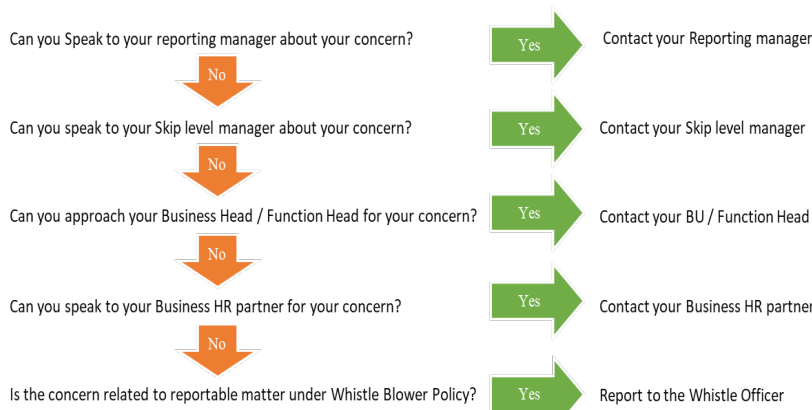 Can you Speak to your reporting manager about your concern?
Yes
Contact your Reporting manager
No
Can you speak to your Skip level manager about your concern?
Yes
Contact your Skip level manager
No
Can you approach your Business Head / Function Head for your concern?
Yes
Contact your BU / Function Head
No
Can you speak to your Business HR partner for your concern?
Yes
Contact your Business HR partner
No
Is the concern related to reportable matter under Whistle Blower Policy?
Yes
Report to the Whistle Officer